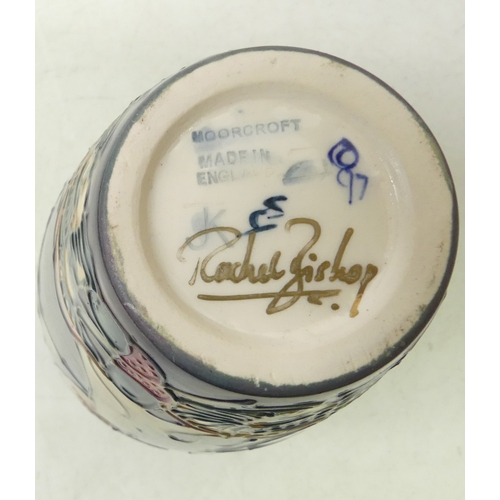 MOORCROFT
MADE IN
ENGLAND
97
E
Rachel Bishop